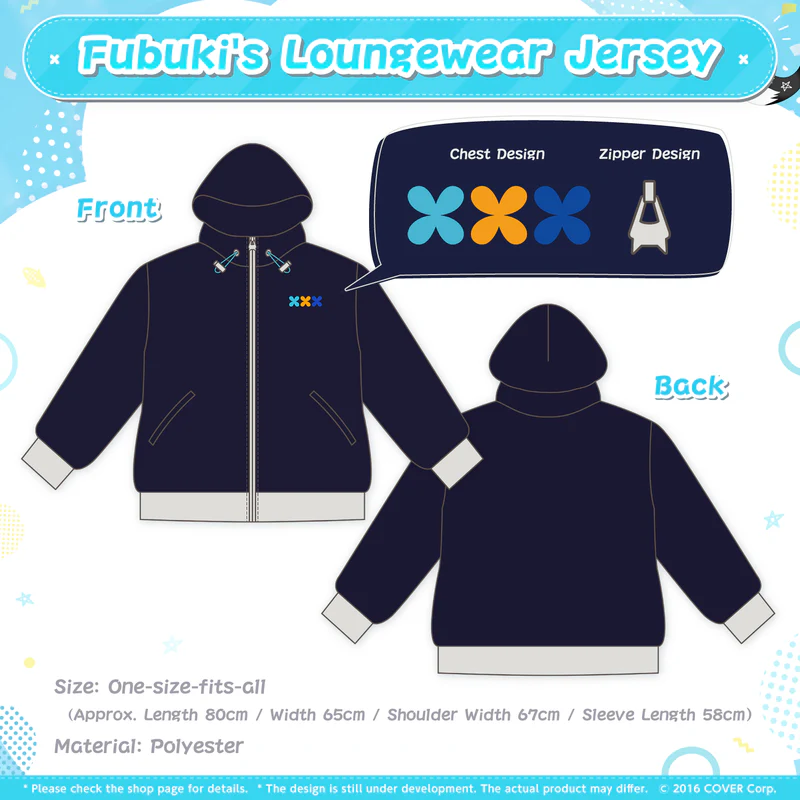 Fubuki's Loungewear Jersey
Chest Design
Zipper Design
Front
Back
Size: One-size-fits-all
(Approx. Length 80cm / Width 65cm / Shoulder Width 67cm / Sleeve Length 58cm)
Material: Polyester
* Please check the shop page for details. * The design is still under development. The actual product may differ. © 2016 COVER Corp.